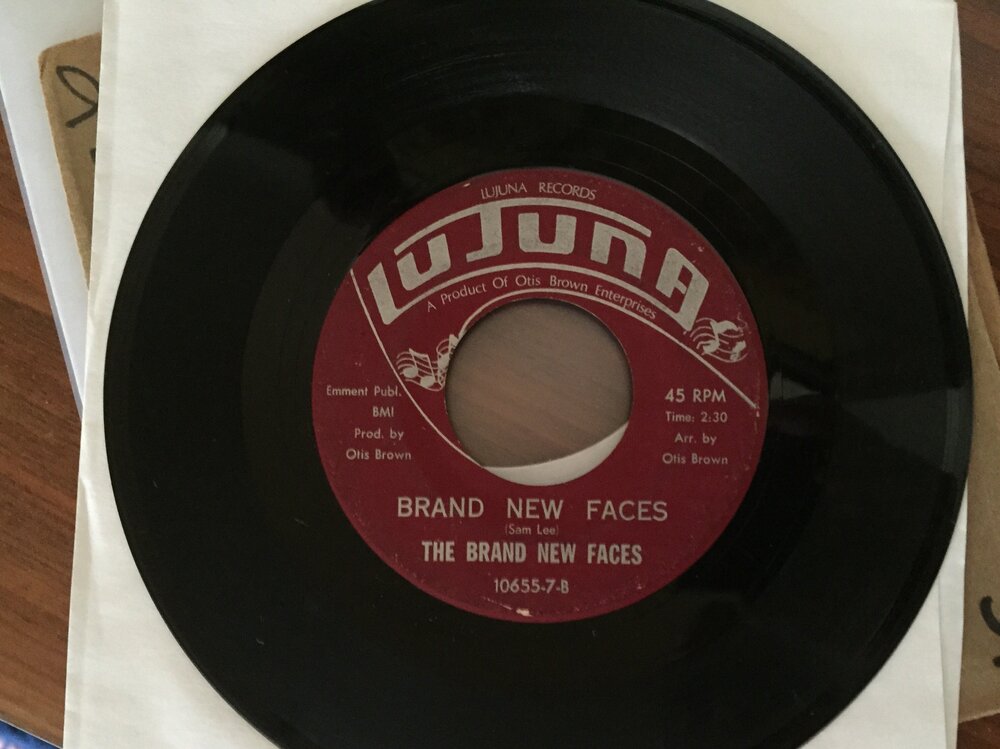 LUJUNA RECORDS
LUJUNA
A Product Of Otis Brown Enterprises
Emment Publ.
BMI
Prod. by
Otis Brown
45 RPM
Time: 2:30
Arr. by
Otis Brown
BRAND NEW FACES
(Sam Lee)
THE BRAND NEW FACES
10655-7-B